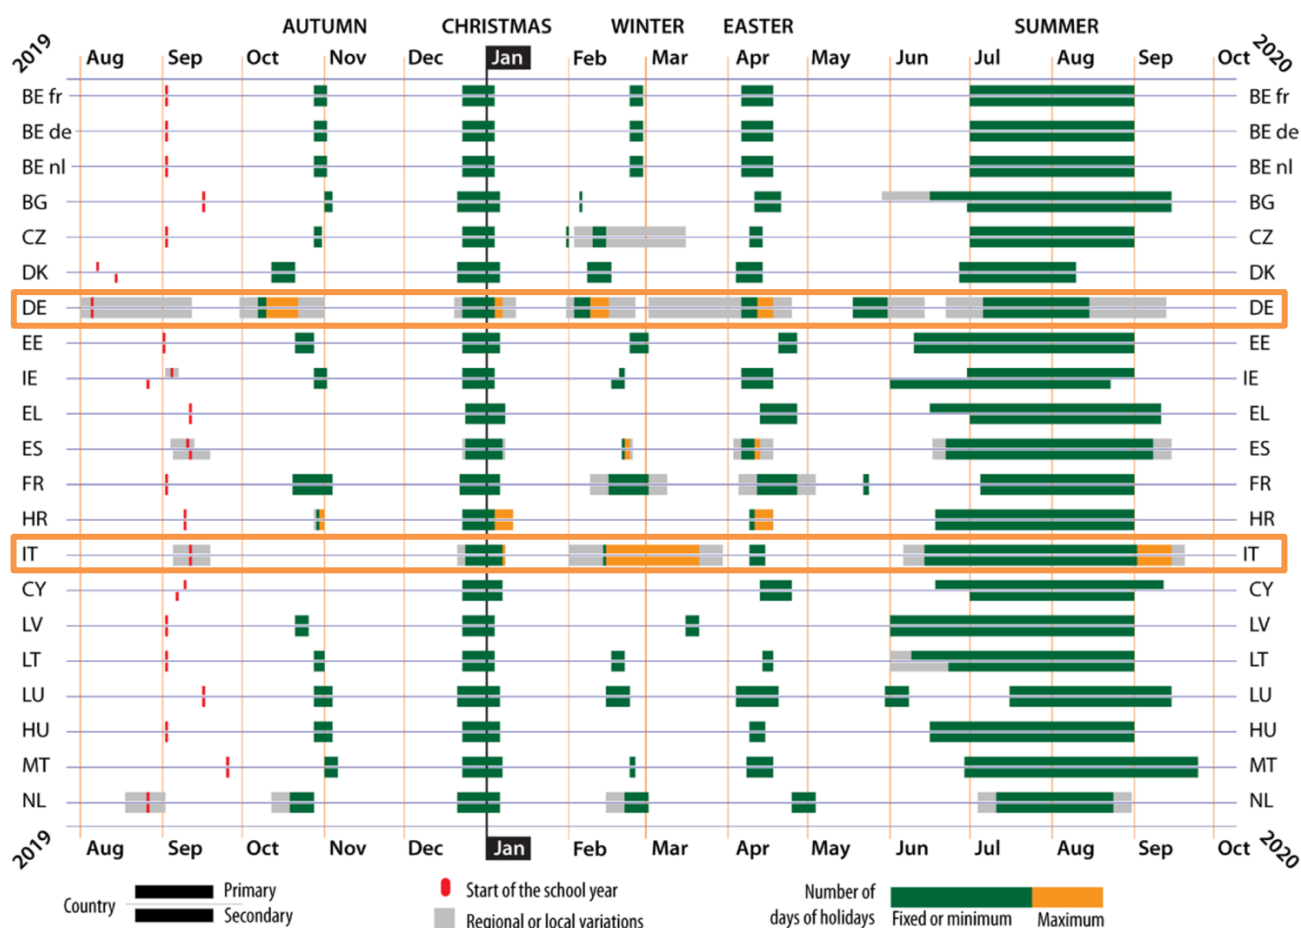 AUTUMN CHRISTMAS WINTER EASTER SUMMER
2019 Aug Sep Oct Nov Dec Jan Feb Mar Apr May Jun Jul Aug Sep Oct 2020
BE fr BE fr
BE de BE de
BE nl BE nl
BG BG
CZ CZ
DK DK
DE DE
EE EE
IE IE
EL EL
ES ES
FR FR
HR HR
IT IT
CY CY
LV LV
LT LT
LU LU
HU HU
MT MT
NL NL
2019 Aug Sep Oct Nov Dec Jan Feb Mar Apr May Jun Jul Aug Sep Oct 2020
Country Primary Secondary
Start of the school year
Regional or local variations
Number of days of holidays
Fixed or minimum Maximum